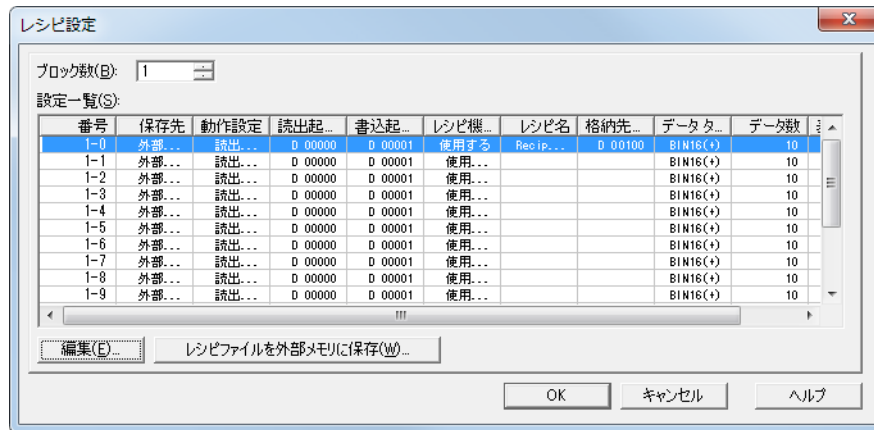 レシピ設定
ブロック数(B): 1
設定一覧(S):
番号 保存先 動作設定 読出起... 書込起... レシピ機... レシピ名 格納先... データ タ... データ数
1-0 外部... 読出... D 00000 D 00001 使用する Recip... D 00100 BIN16(+) 10
1-1 外部... 読出... D 00000 D 00001 使用... BIN16(+) 10
1-2 外部... 読出... D 00000 D 00001 使用... BIN16(+) 10
1-3 外部... 読出... D 00000 D 00001 使用... BIN16(+) 10
1-4 外部... 読出... D 00000 D 00001 使用... BIN16(+) 10
1-5 外部... 読出... D 00000 D 00001 使用... BIN16(+) 10
1-6 外部... 読出... D 00000 D 00001 使用... BIN16(+) 10
1-7 外部... 読出... D 00000 D 00001 使用... BIN16(+) 10
1-8 外部... 読出... D 00000 D 00001 使用... BIN16(+) 10
1-9 外部... 読出... D 00000 D 00001 使用... BIN16(+) 10
編集(E)... レシピファイルを外部メモリに保存(W)...
OK キャンセル ヘルプ